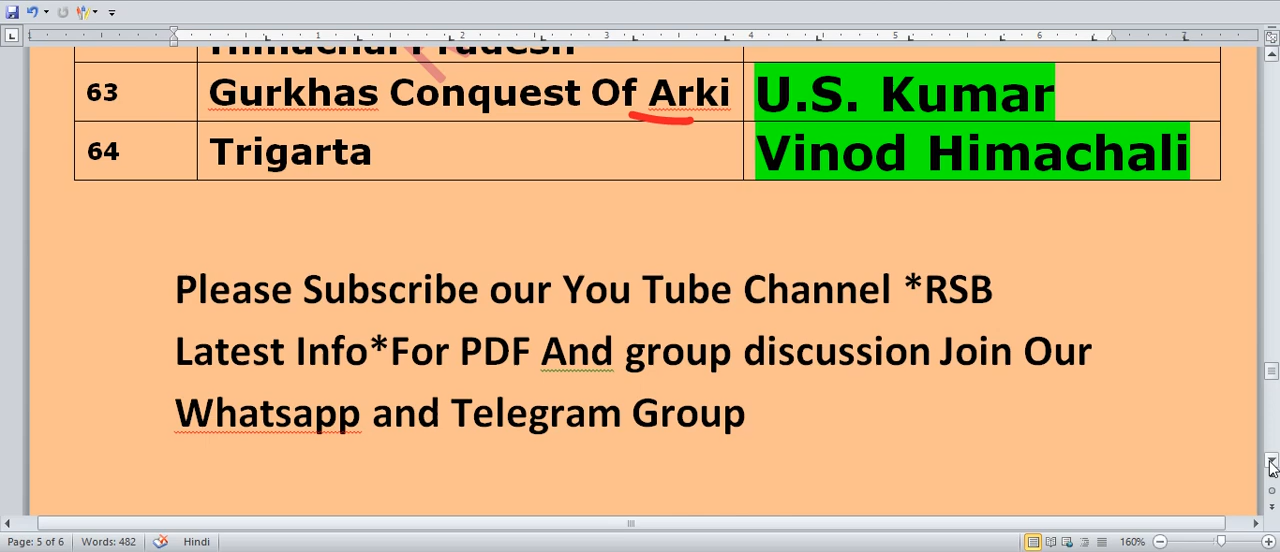 Himachal Pradesh
63 Gurkhas Conquest Of Arki U.S. Kumar
64 Trigarta Vinod Himachali
Please Subscribe our You Tube Channel *RSB
Latest Info*For PDF And group discussion Join Our
Whatsapp and Telegram Group
Page: 5 of 6 Words: 482 Hindi 160%